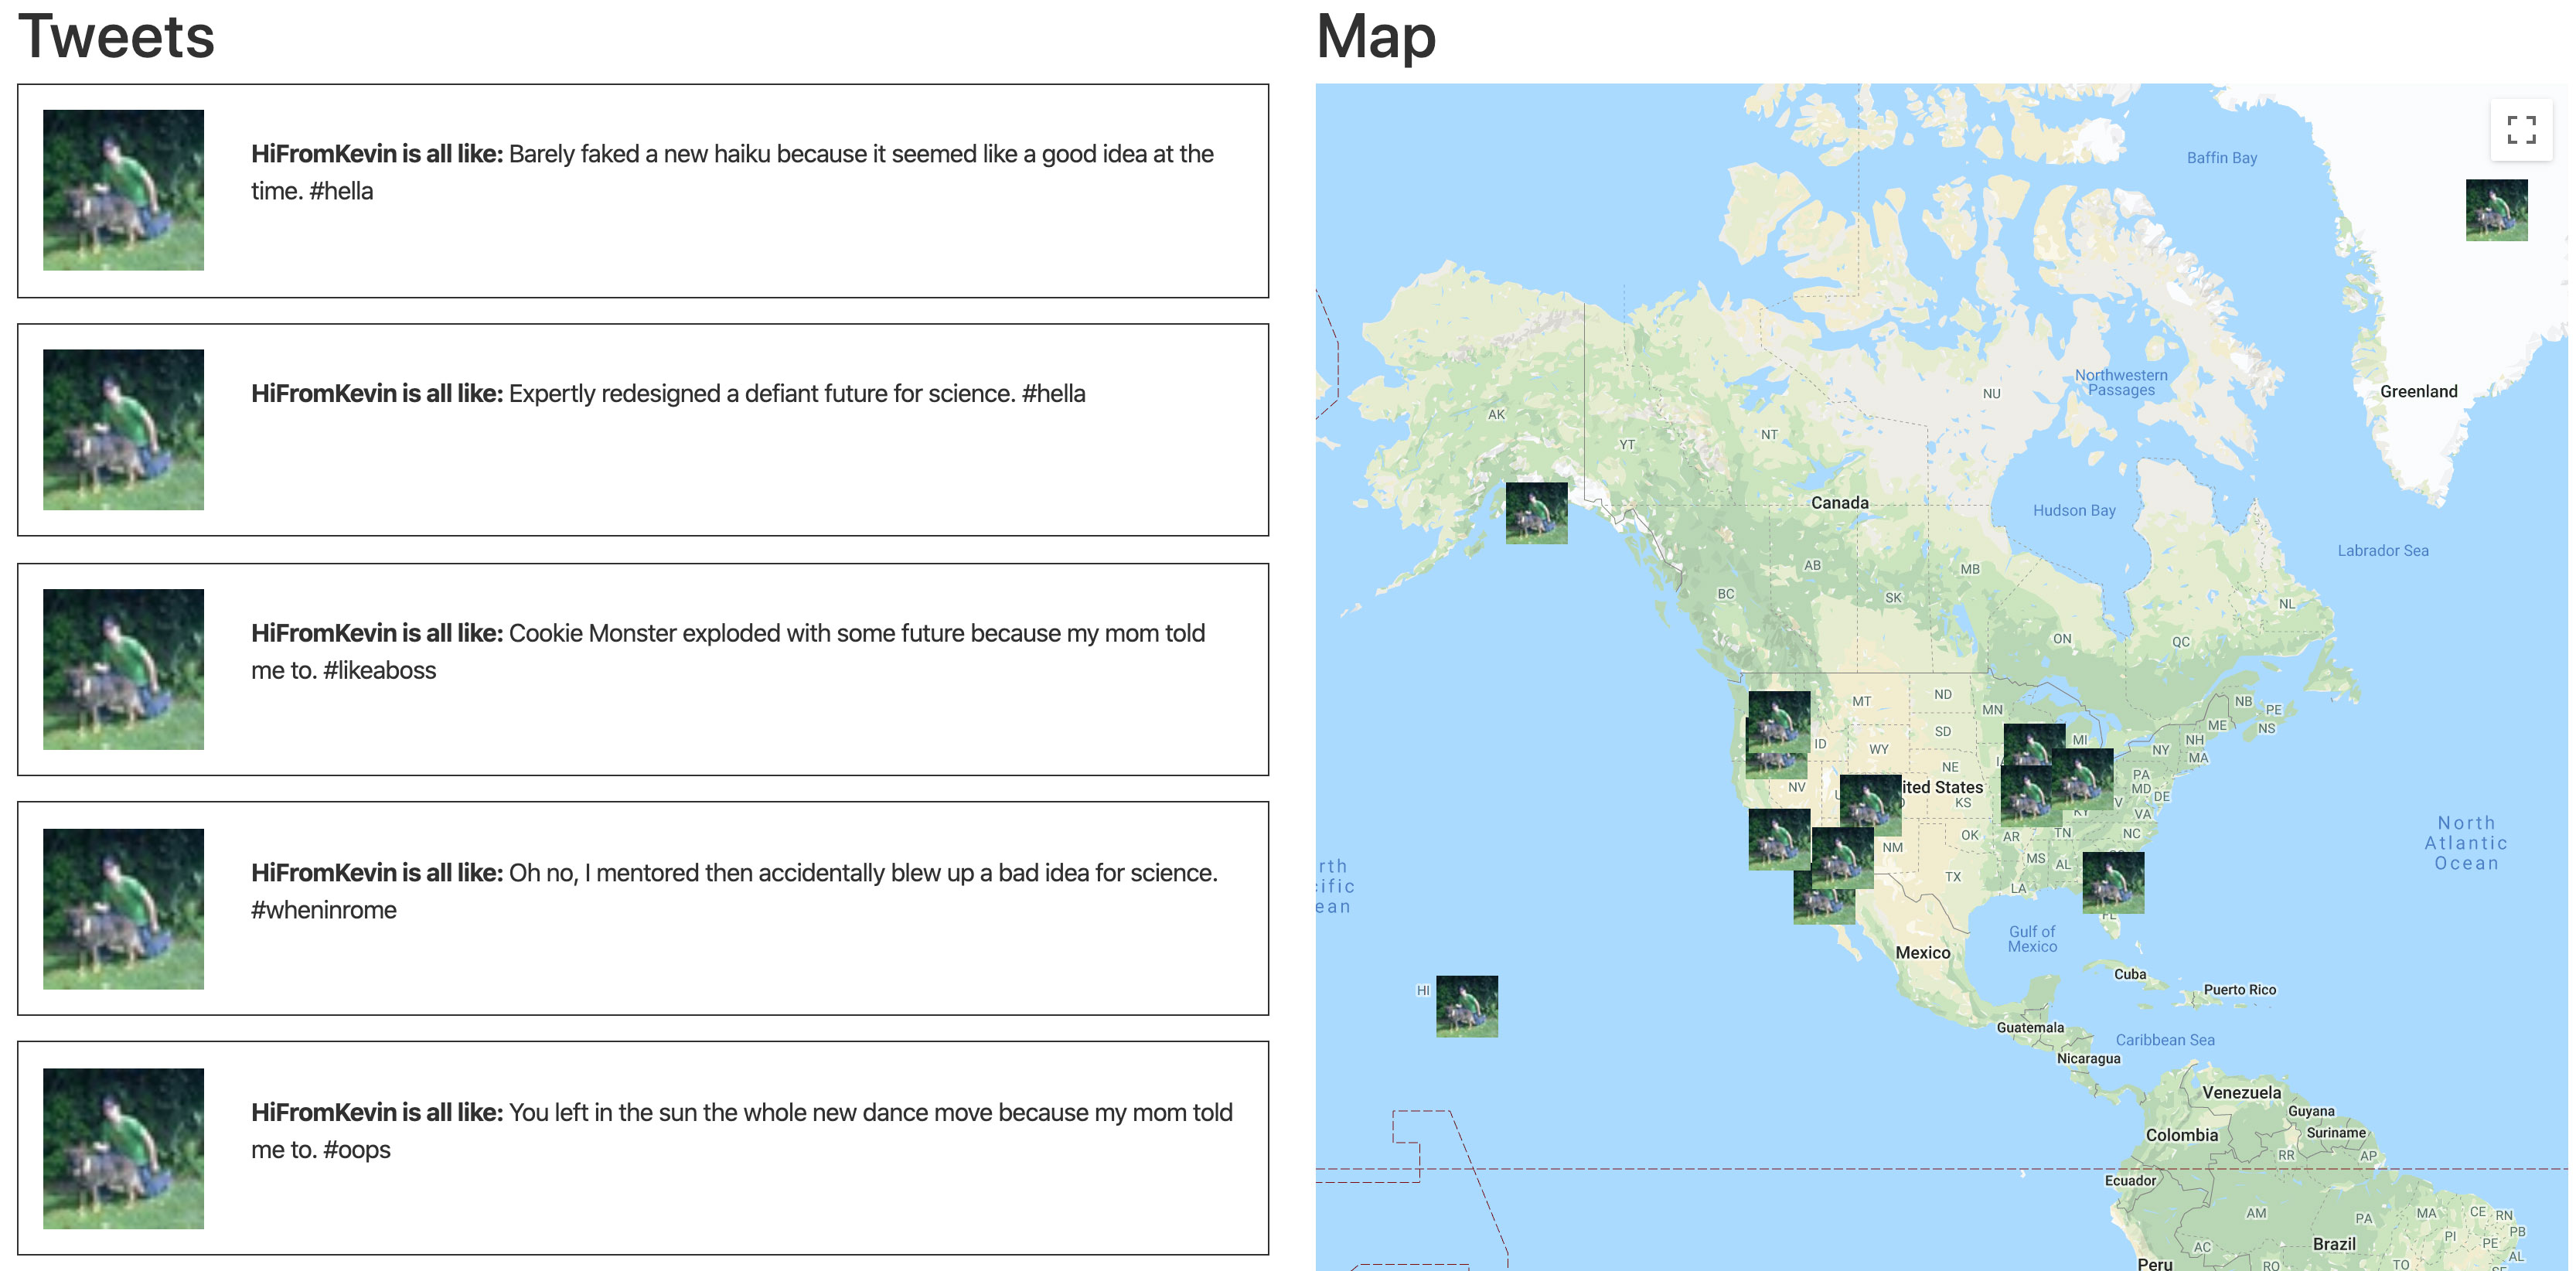 Tweets
HiFromKevin is all like: Barely faked a new haiku because it seemed like a good idea at the
time. #hella
HiFromKevin is all like: Expertly redesigned a defiant future for science. #hella
HiFromKevin is all like: Cookie Monster exploded with some future because my mom told
me to. #likeaboss
HiFromKevin is all like: Oh no, I mentored then accidentally blew up a bad idea for science.
#wheninrome
HiFromKevin is all like: You left in the sun the whole new dance move because my mom told
me to. #oops
Map
Baffin Bay
Northwestern
Passages
Greenland
NU
AK
NT
YT
Canada
Hudson Bay
Labrador Sea
AB
MB
BC
SK
NL
ON
QC
MT
ND
NB
MN
PE
ME
NS
SD
MI
NH
ID
WY
NY
MA
NE
PA
NV
ited States
MD
DE
KS
VA
North
Atlantic
Ocean
OK
AR
TN
NC
NM
MS
AL
TX
LA
rth
cific
ean
FL
Gulf of
Mexico
Mexico
Cuba
HI
Puerto Rico
Guatemala
Caribbean Sea
Nicaragua
Venezuela
Guyana
Colombia
Suriname
RR
AP
Ecuador
AM
PA
MA
CE
RN
PB
PI
PE
AL
AC
Brazil
Peru
RO
TO